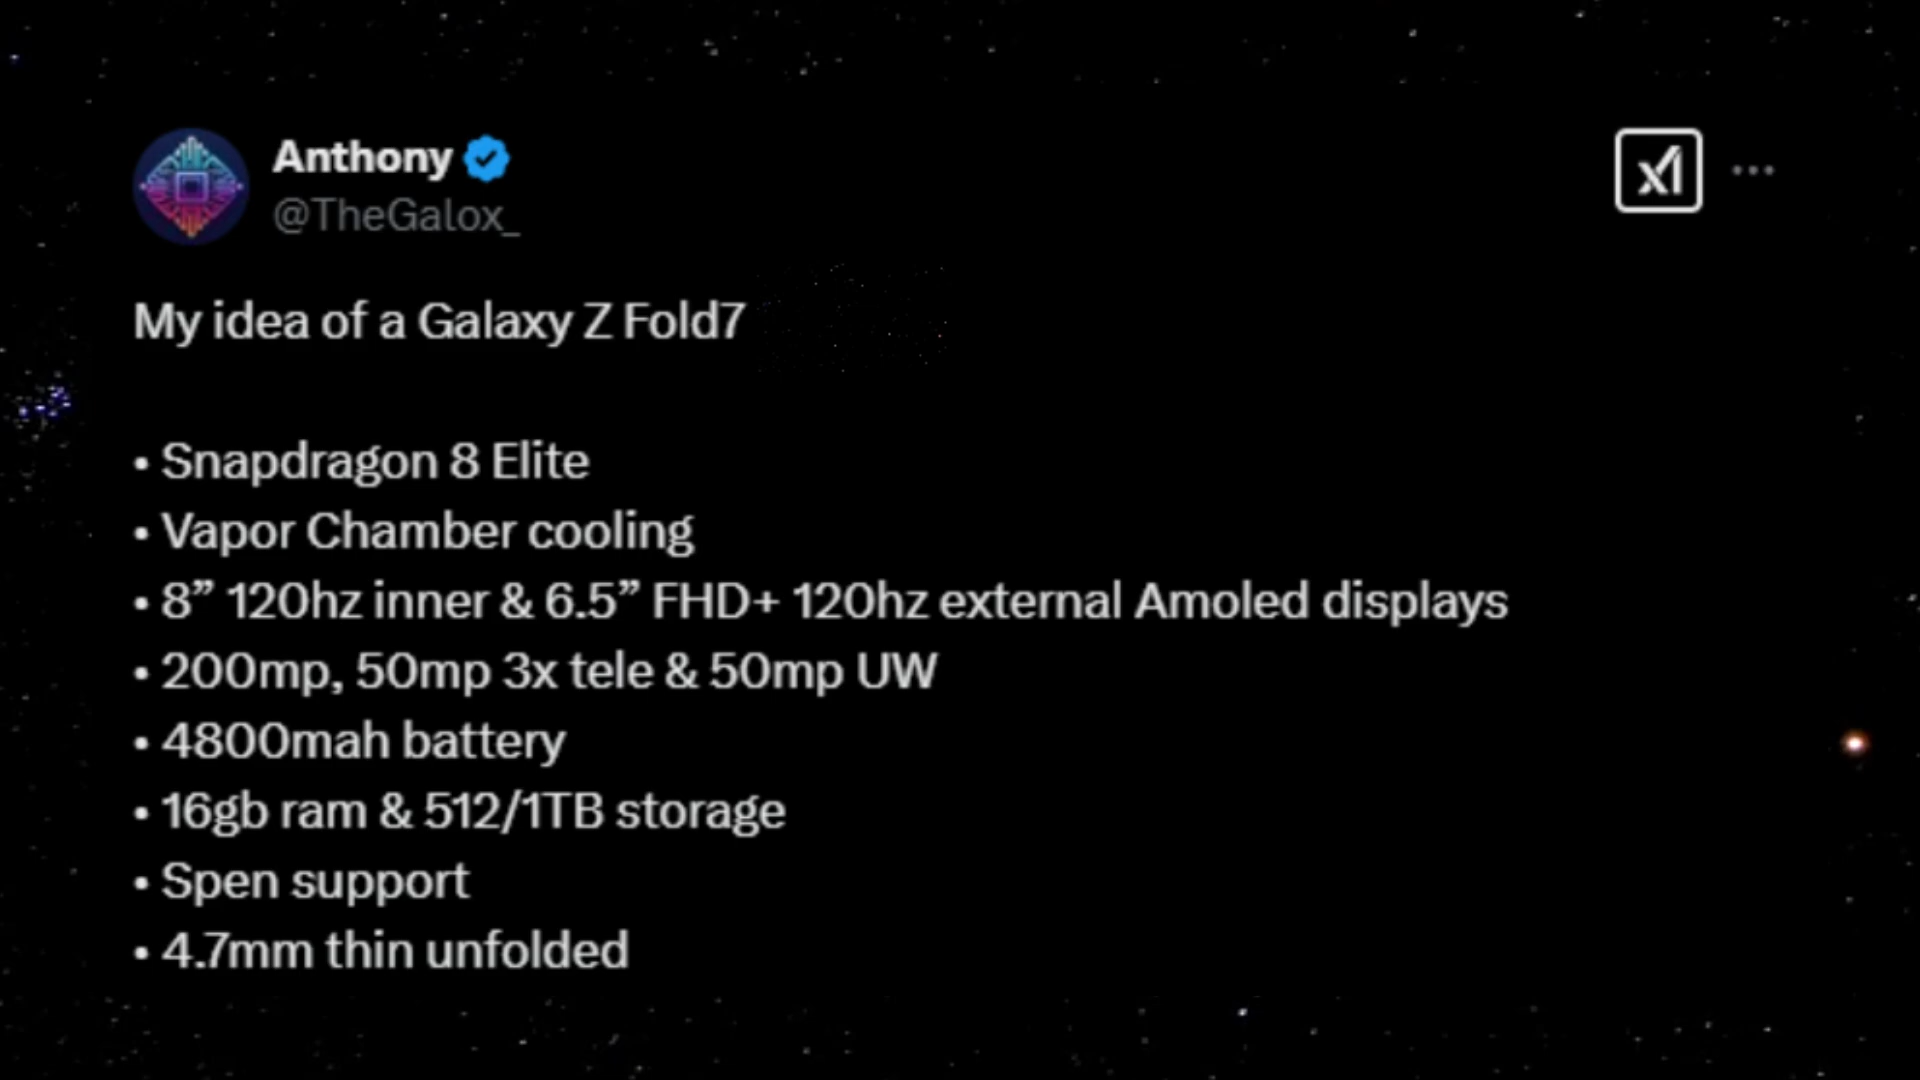 Anthony
@TheGalox_
xI
My idea of a Galaxy Z Fold7
• Snapdragon 8 Elite
• Vapor Chamber cooling
• 8” 120hz inner & 6.5” FHD+ 120hz external Amoled displays
• 200mp, 50mp 3x tele & 50mp UW
• 4800mah battery
• 16gb ram & 512/1TB storage
• Spen support
• 4.7mm thin unfolded